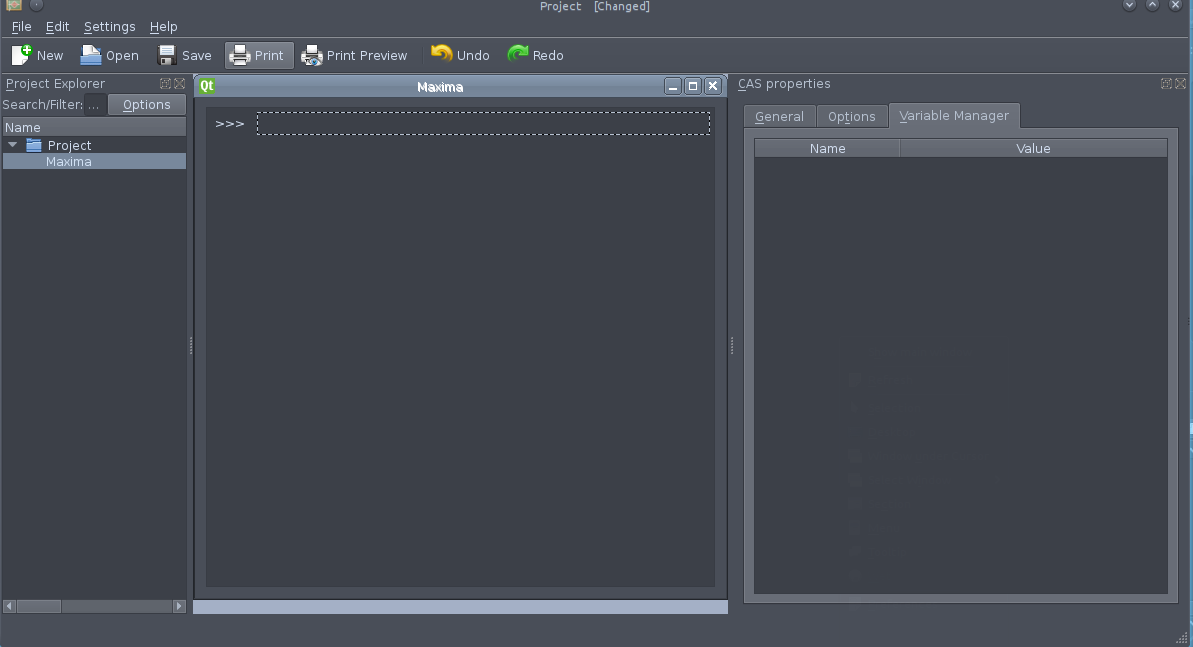 Project [Changed]
File Edit Settings Help
New Open Save Print Print Preview Undo Redo
Project Explorer
Search/Filter: ... Options
Name
Project
Maxima
Qt Maxima
>>>
CAS properties
General Options Variable Manager
Name Value